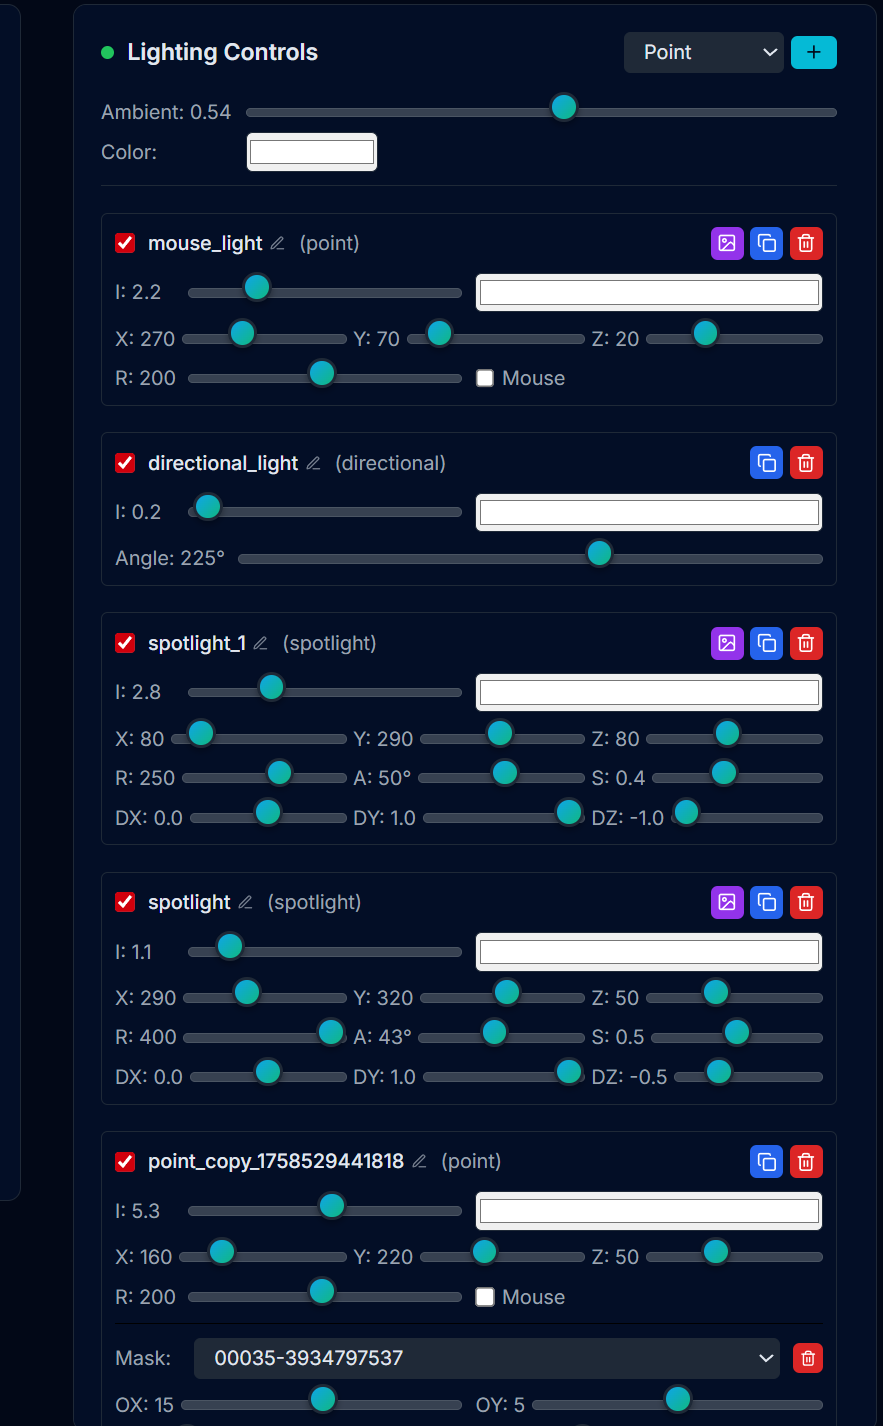 Lighting Controls Point +
Ambient: 0.54
Color:
mouse_light (point)
I: 2.2
X: 270 Y: 70 Z: 20
R: 200 Mouse
directional_light (directional)
I: 0.2
Angle: 225°
spotlight_1 (spotlight)
I: 2.8
X: 80 Y: 290 Z: 80
R: 250 A: 50° S: 0.4
DX: 0.0 DY: 1.0 DZ: -1.0
spotlight (spotlight)
I: 1.1
X: 290 Y: 320 Z: 50
R: 400 A: 43° S: 0.5
DX: 0.0 DY: 1.0 DZ: -0.5
point_copy_1758529441818 (point)
I: 5.3
X: 160 Y: 220 Z: 50
R: 200 Mouse
Mask: 00035-3934797537
OX: 15 OY: 5